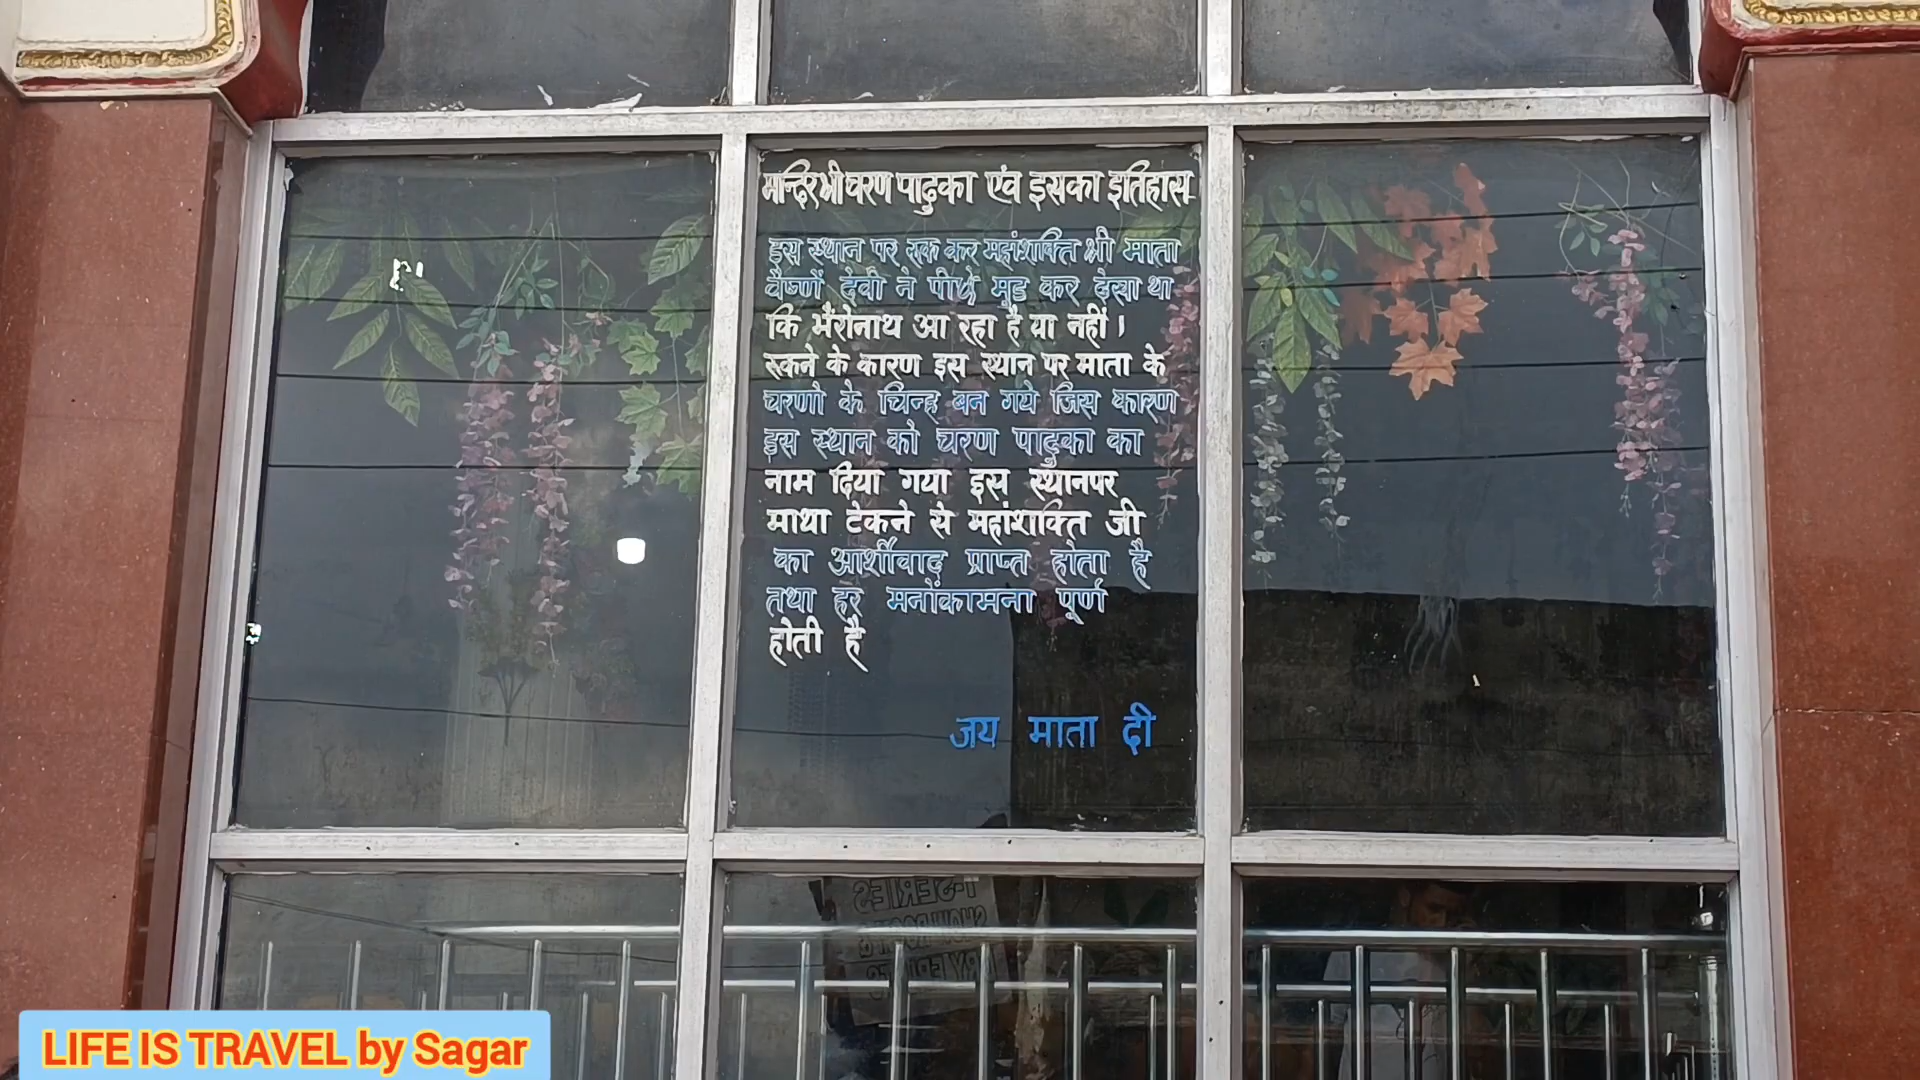 मन्दिर श्री चरण पादुका एंव इसका इतिहास
इस स्थान पर रूक कर महांशक्ति श्री माता
वैष्णों देवी ने पीछे मुड कर देखा था
कि भैरोनाथ आ रहा है या नहीं।
रूकने के कारण इस स्थान पर माता के
चरणो के चिन्ह बन गये जिस कारण
इस स्थान को चरण पादुका का
नाम दिया गया इस स्थानपर
माथा टेकने से महांशक्ति जी
का आर्शीवाद प्राप्त होता है
तथा हर मनोंकामना पूर्ण
होती है
जय माता दी
T-SERIES
LIFE IS TRAVEL by Sagar